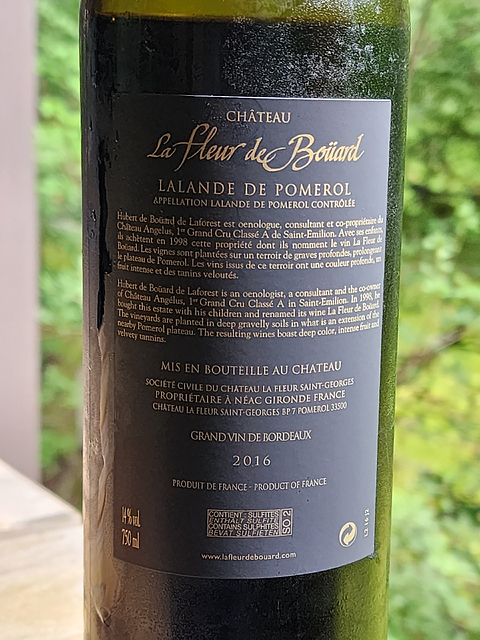 CHÂTEAU
La fleur de Boüard
LALANDE DE POMEROL
APPELLATION LALANDE DE POMEROL CONTRÔLÉE
Hubert de Boüard de Laforest est oenologue, consultant et co-propriétaire du
Château Angelus, 1er Grand Cru Classé A de Saint-Emilion. Avec ses enfants,
ils achètent en 1998 cette propriété dont ils nomment le vin La Fleur de
Boüard. Les vignes sont plantées sur un terroir de graves profondes, prolongeant
le plateau de Pomerol. Les vins issus de ce terroir ont une couleur profonde, un
fruit intense et des tanins veloutés.
Hubert de Boüard de Laforest is an oenologist, a consultant and the co-owner
of Château Angélus, 1er Grand Cru Classé A in Saint-Emilion. In 1998, he
bought this estate with his children and renamed its wine La Fleur de Boüard.
The vineyards are planted in deep gravelly soils in what is an extension of the
nearby Pomerol plateau. The resulting wines boast deep color, intense fruit and
velvety tannins.
MIS EN BOUTEILLE AU CHATEAU
SOCIÉTÉ CIVILE DU CHATEAU LA FLEUR SAINT-GEORGES
PROPRIÉTAIRE À NÉAC GIRONDE FRANCE
CHÂTEAU LA FLEUR SAINT-GEORGES BP 7 POMEROL 33500
GRAND VIN DE BORDEAUX
2016
PRODUIT DE FRANCE - PRODUCT OF FRANCE
14 % vol.
750 ml
CONTIENT : SULFITES
ENTHÄLT SULFITE
CONTAINS SULPHITES
BEVAT SULFIETEN
SO2
www.lafleurdebouard.com